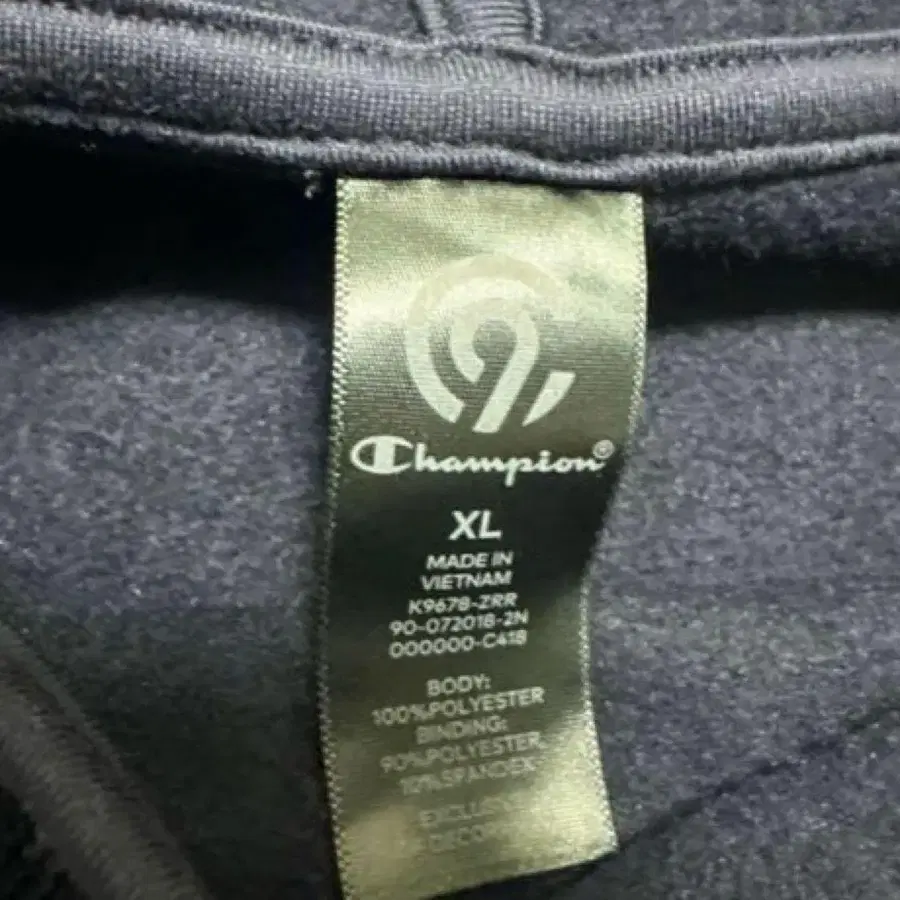 C9
Champion®
XL
MADE IN
VIETNAM
K9678-ZRR
90-072018-2N
000000-C418
BODY:
100%POLYESTER
BINDING:
90%POLYESTER,
10%SPANDEX